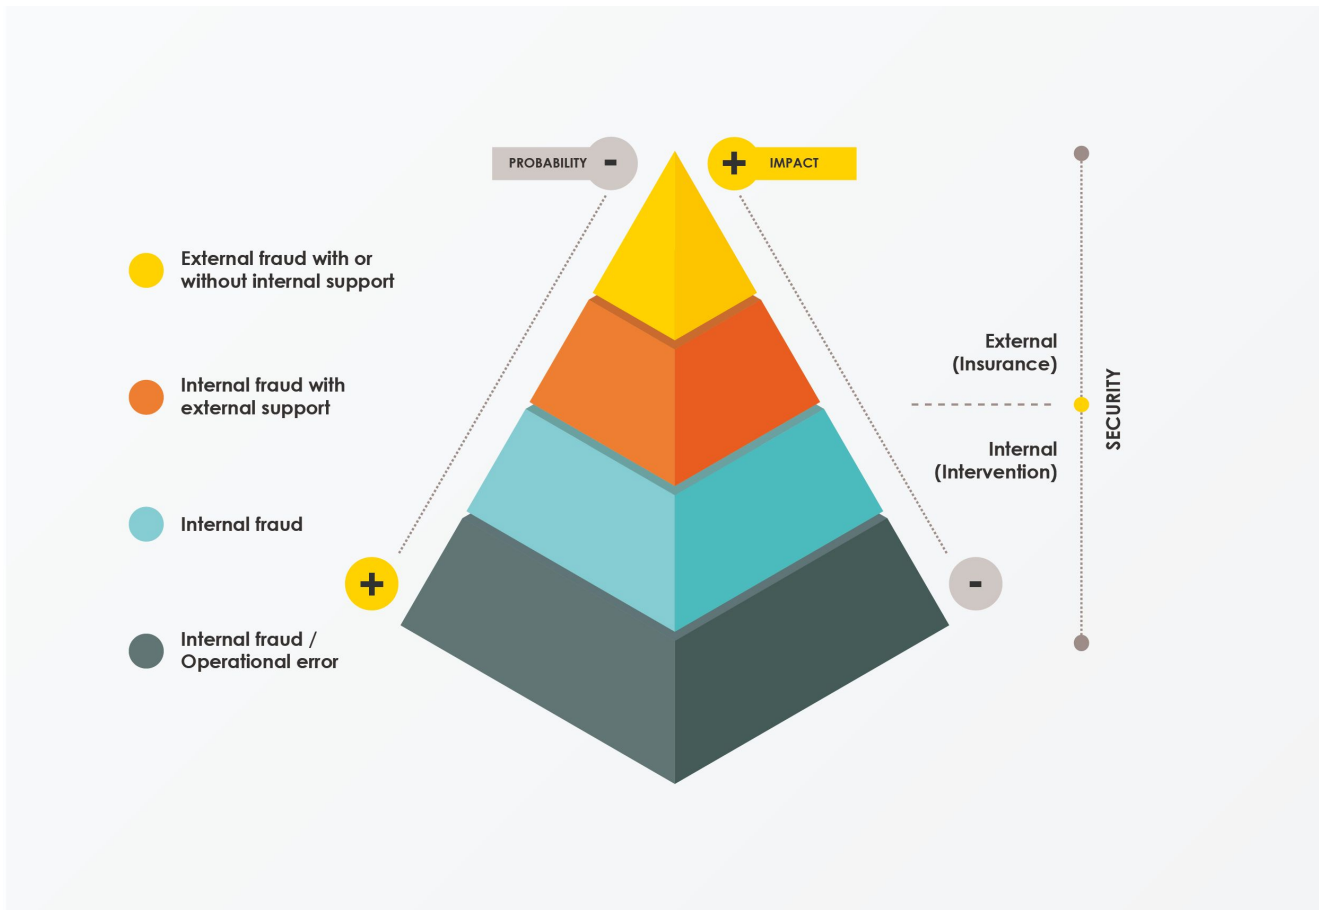 PROBABILITY -
+ IMPACT
External fraud with or
without internal support
Internal fraud with
external support
Internal fraud
Internal fraud /
Operational error
+
-
External
(Insurance)
Internal
(Intervention)
SECURITY